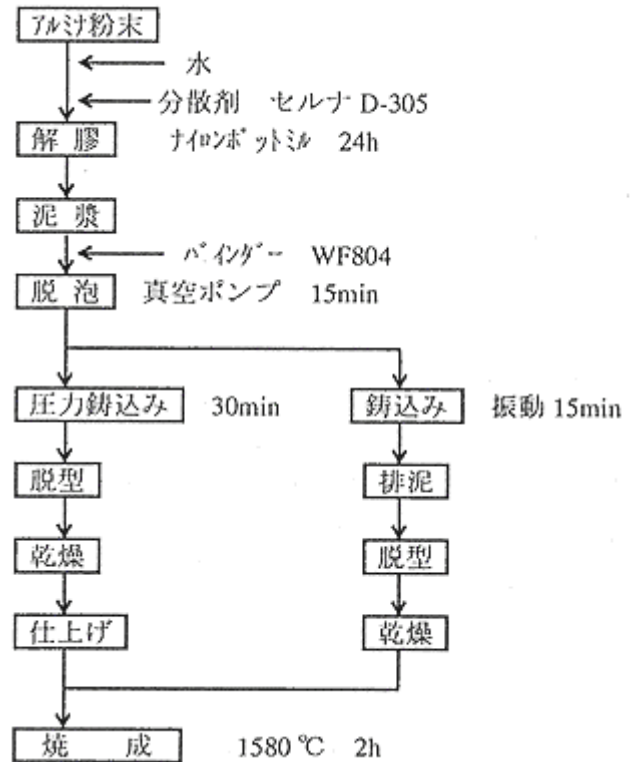 アルミナ粉末
水
分散剤 セルナ D-305
解膠 ナイロンポットミル 24h
泥漿
バインダー WF804
脱泡 真空ポンプ 15min
圧力鋳込み 30min 鋳込み 振動 15min
脱型 排泥
乾燥 脱型
仕上げ 乾燥
焼成 1580℃ 2h